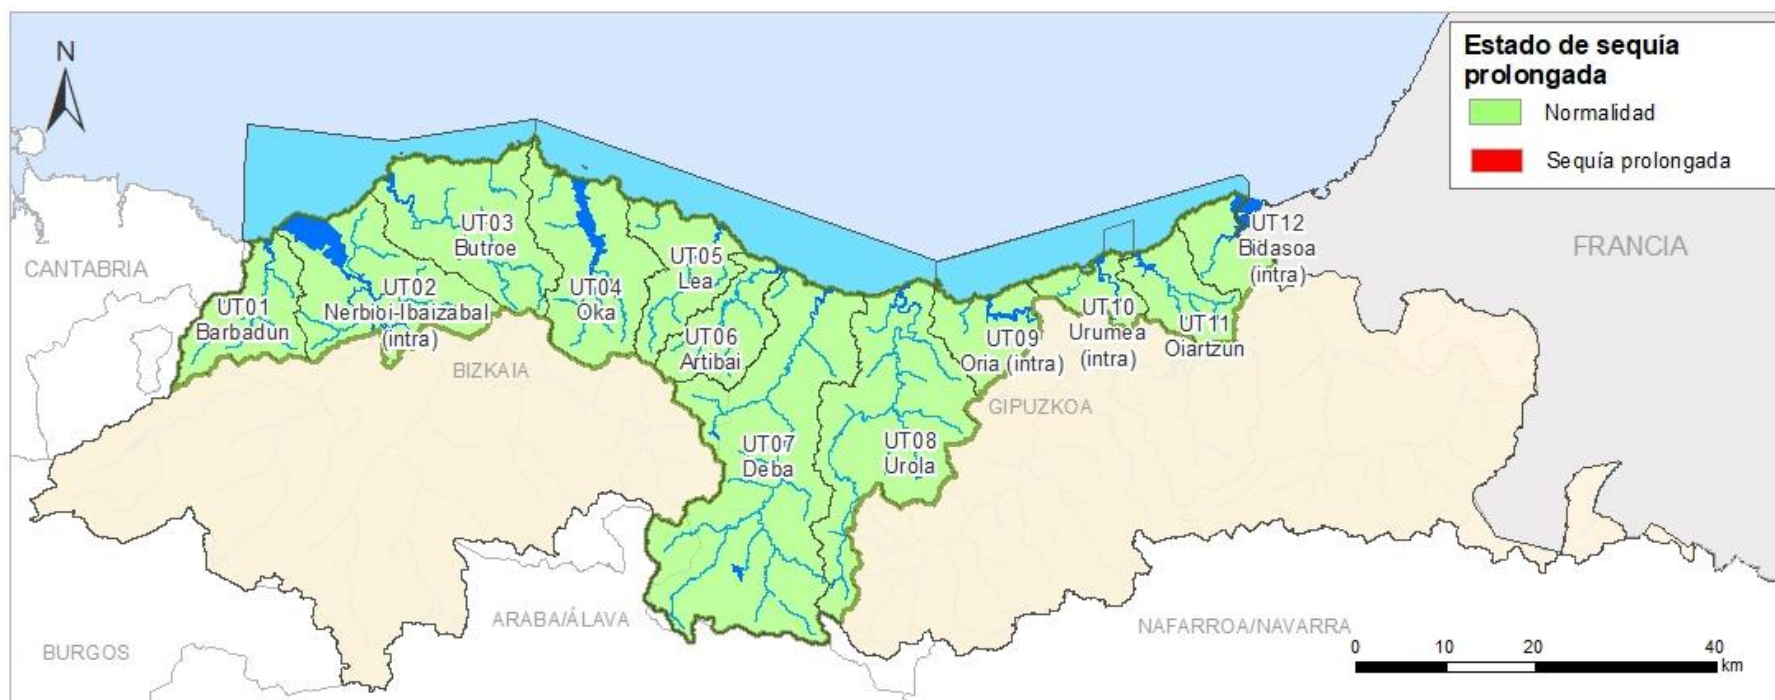 N
Estado de sequía
prolongada
Normalidad
Sequía prolongada
UT12
Bidasoa
(intra)
UT03
Butroe
FRANCIA
CANTABRIA
UT05
Lea
UT04
Oka
UT02
Nerbioi-Ibaizabal
(intra)
UT01
Barbadun
UT06
Artibai
UT09
Oria (intra)
UT10
Urumea
(intra)
UT11
Oiartzun
BIZKAIA
GIPUZKOA
UT07
Deba
UT08
Urola
ARABA/ÁLAVA
NAFARROA/NAVARRA
BURGOS
0 10 20 40
km